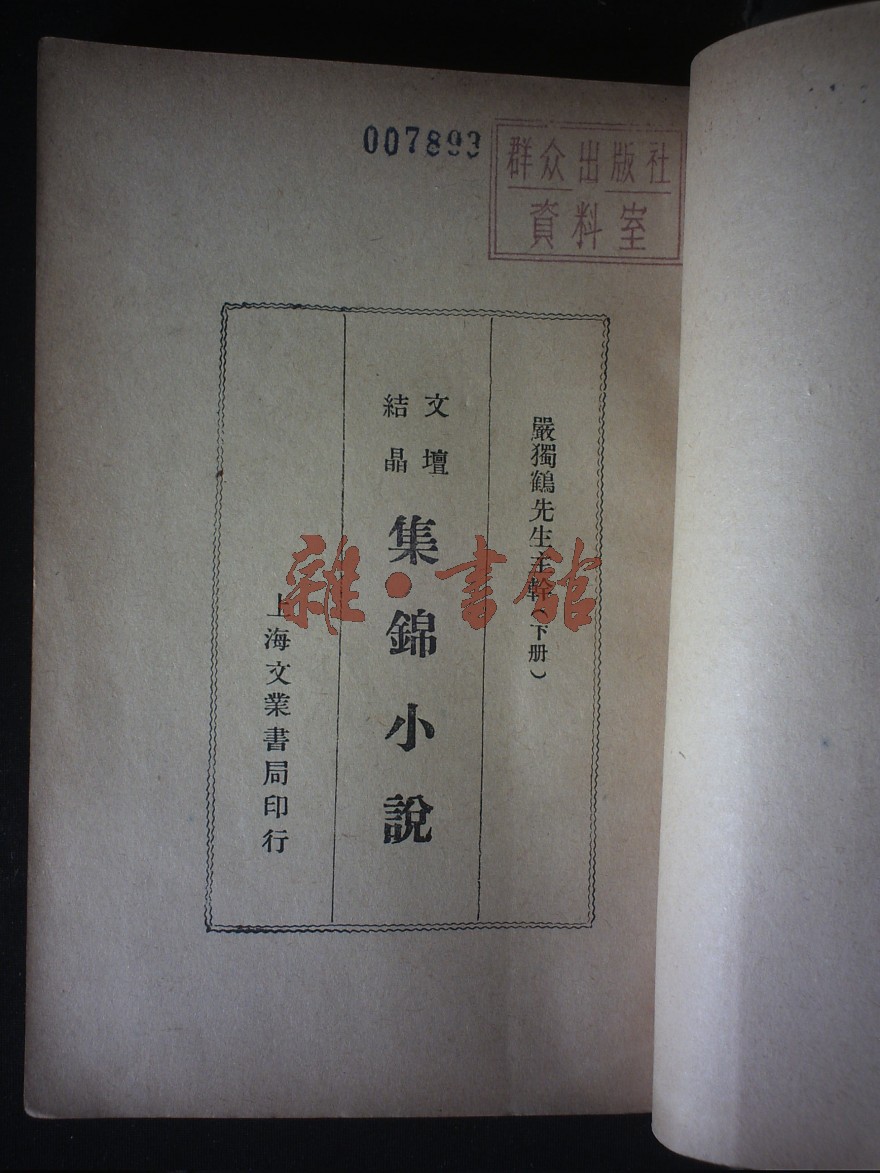 007893
群众出版社
資料室
嚴獨鶴先生主幹(下册)
文壇
結晶
集錦小說
上海文業書局印行
雜·書館